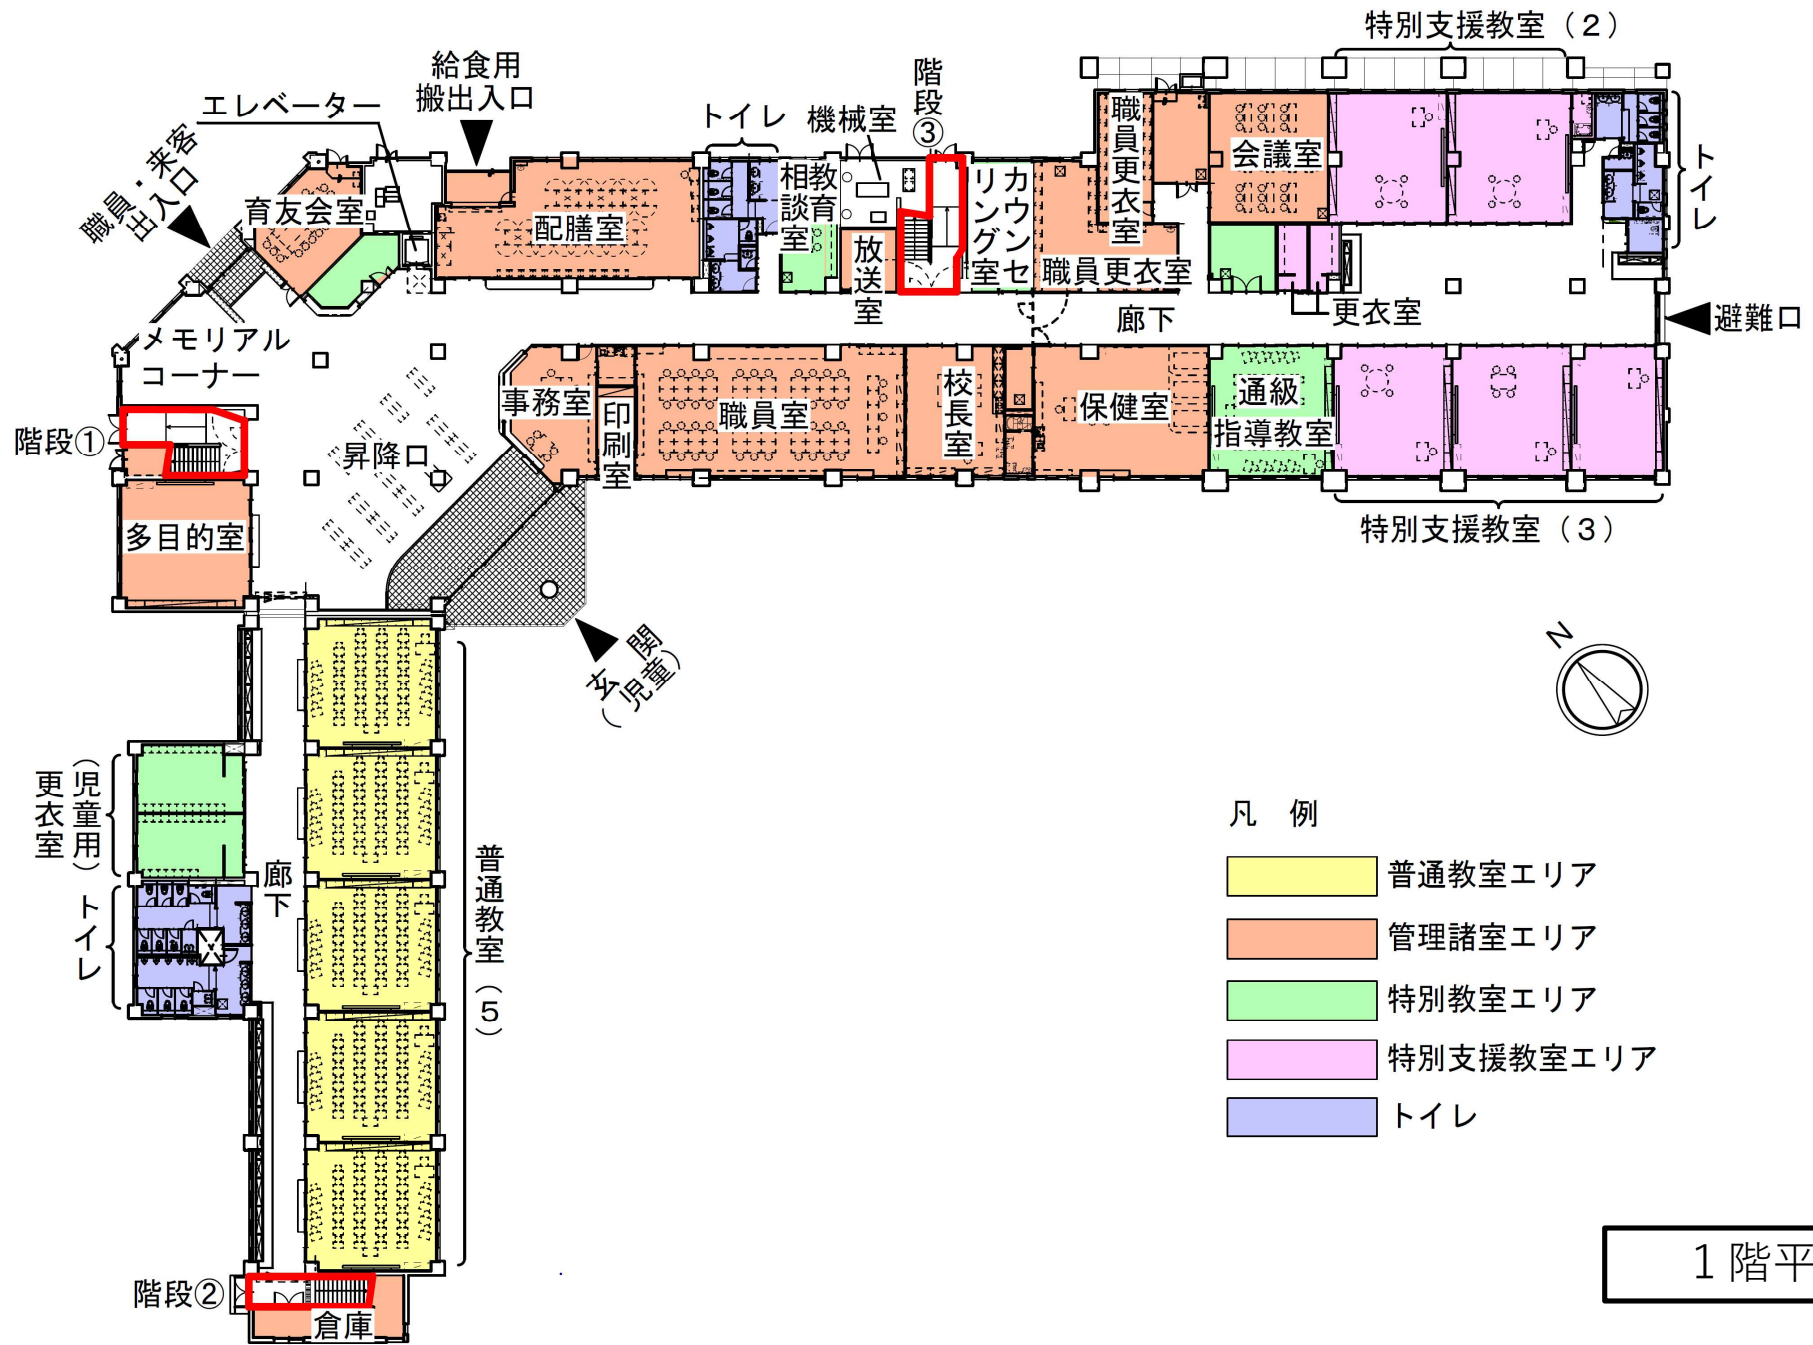 特別支援教室（２）
給食用
搬出入口
階段③
エレベーター
トイレ
機械室
職員更衣室
会議室
トイレ
職員・来客
出入口
育友会室
配膳室
教育
相談室
放送室
カウンセ
リング室
職員更衣室
更衣室
廊下
避難口
メモリアル
コーナー
事務室
印刷室
職員室
校長室
保健室
通級
指導教室
階段①
昇降口
特別支援教室（３）
多目的室
玄関
（児童）
N
更衣室
（児童用）
廊下
普通教室（５）
トイレ
凡　例
普通教室エリア
管理諸室エリア
特別教室エリア
特別支援教室エリア
トイレ
階段②
倉庫
１階平